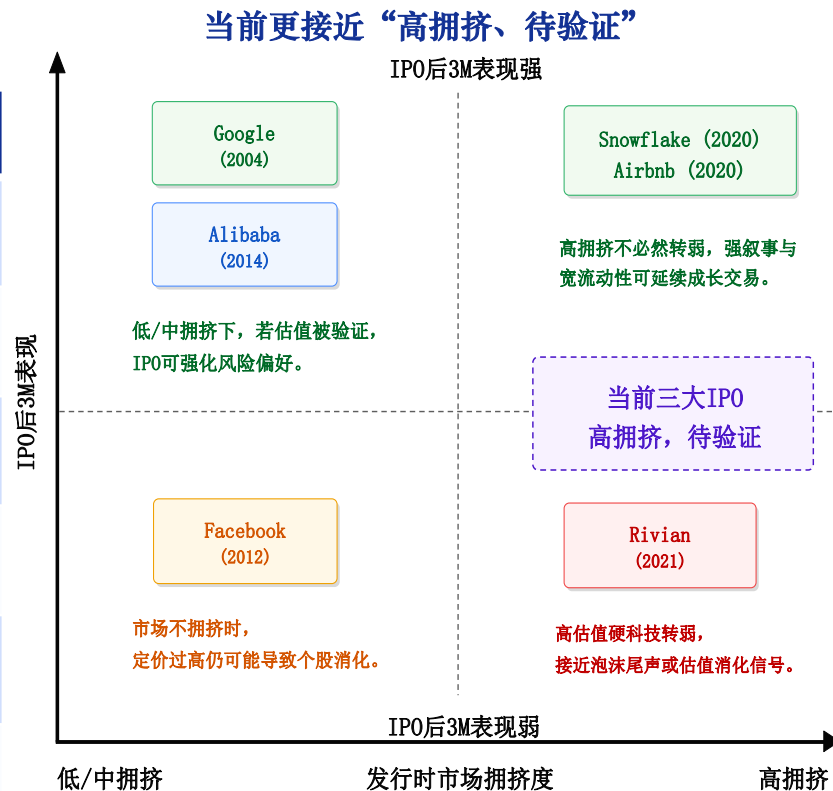 当前更接近“高拥挤、待验证”
IPO后3M表现强
Google
(2004)
Snowflake (2020)
Airbnb (2020)
Alibaba
(2014)
高拥挤不必然转弱，强叙事与
宽流动性可延续成长交易。
低/中拥挤下，若估值被验证，
IPO可强化风险偏好。
IPO后3M表现
当前三大IPO
高拥挤，待验证
Facebook
(2012)
Rivian
(2021)
市场不拥挤时，
定价过高仍可能导致个股消化。
高估值硬科技转弱，
接近泡沫尾声或估值消化信号。
IPO后3M表现弱
低/中拥挤
发行时市场拥挤度
高拥挤